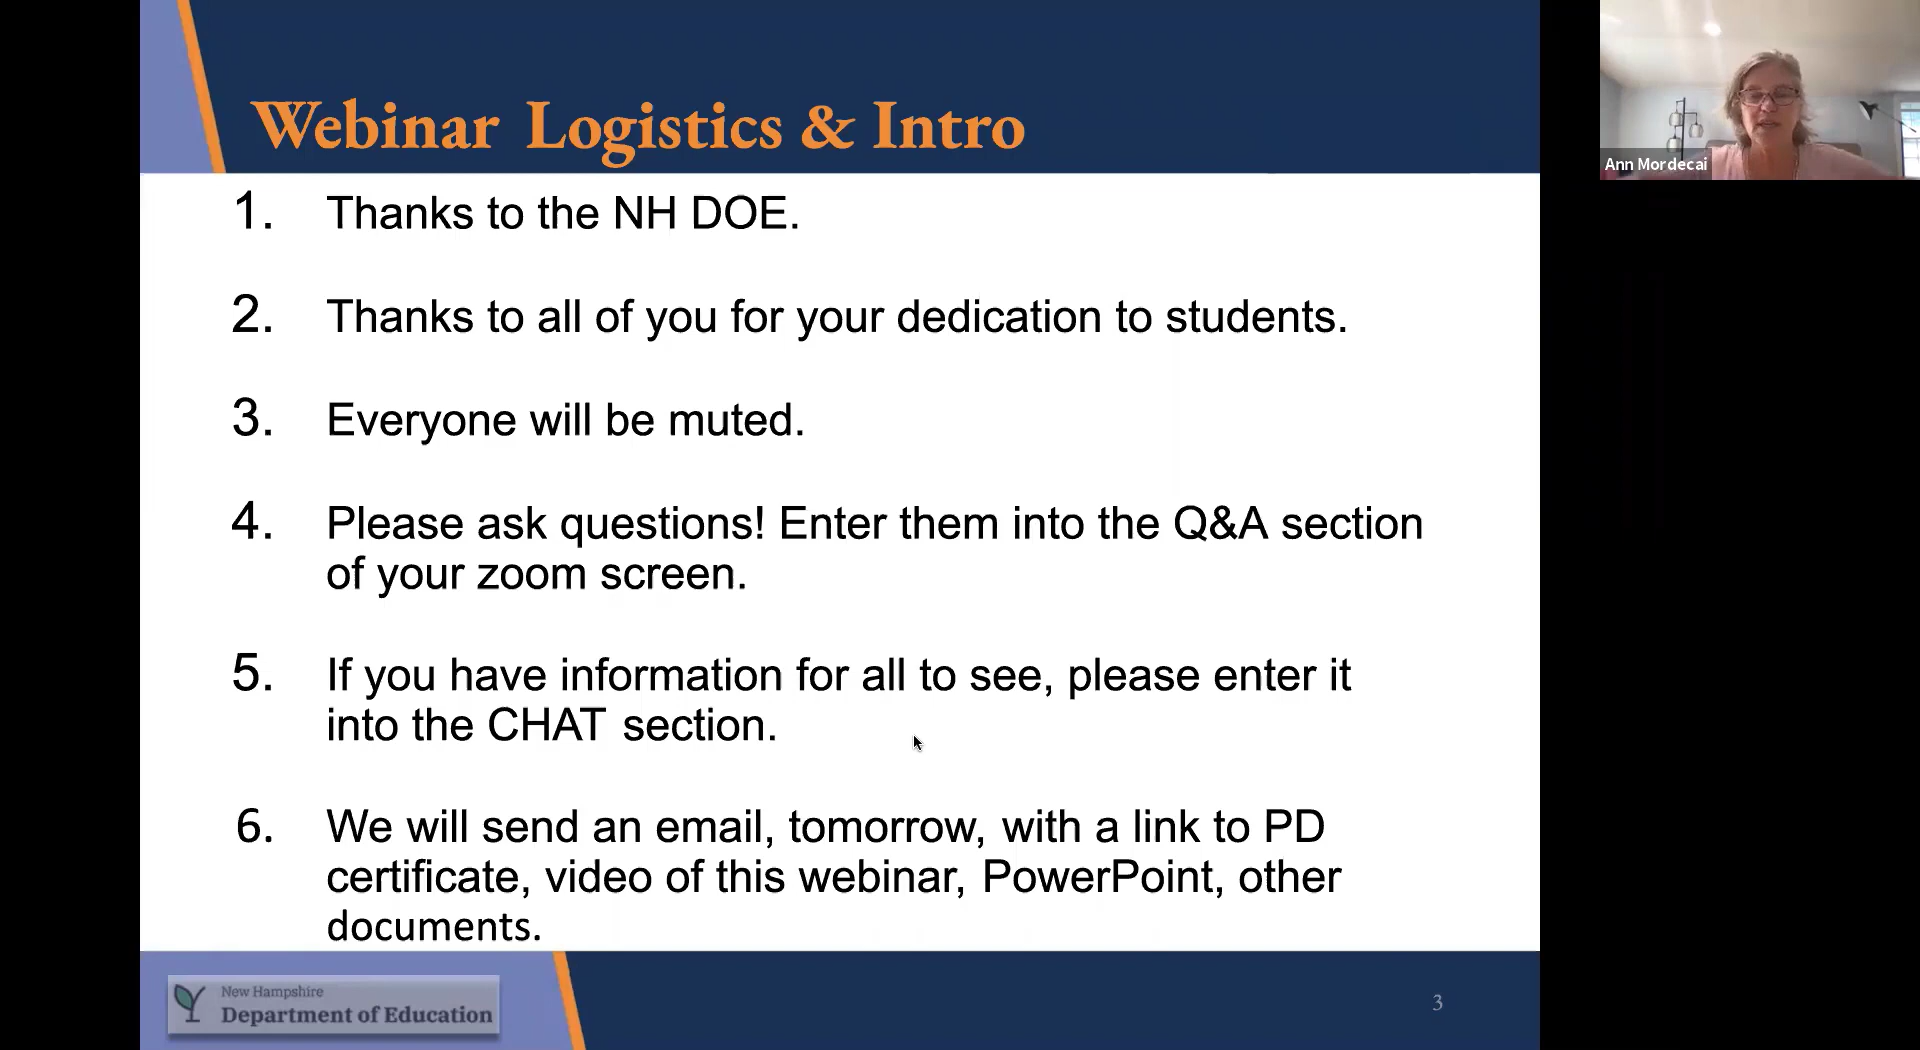 Webinar Logistics & Intro
Ann Mordecai
1. Thanks to the NH DOE.
2. Thanks to all of you for your dedication to students.
3. Everyone will be muted.
4. Please ask questions! Enter them into the Q&A section
of your zoom screen.
5. If you have information for all to see, please enter it
into the CHAT section.
6. We will send an email, tomorrow, with a link to PD
certificate, video of this webinar, PowerPoint, other
documents.
New Hampshire
Department of Education
3